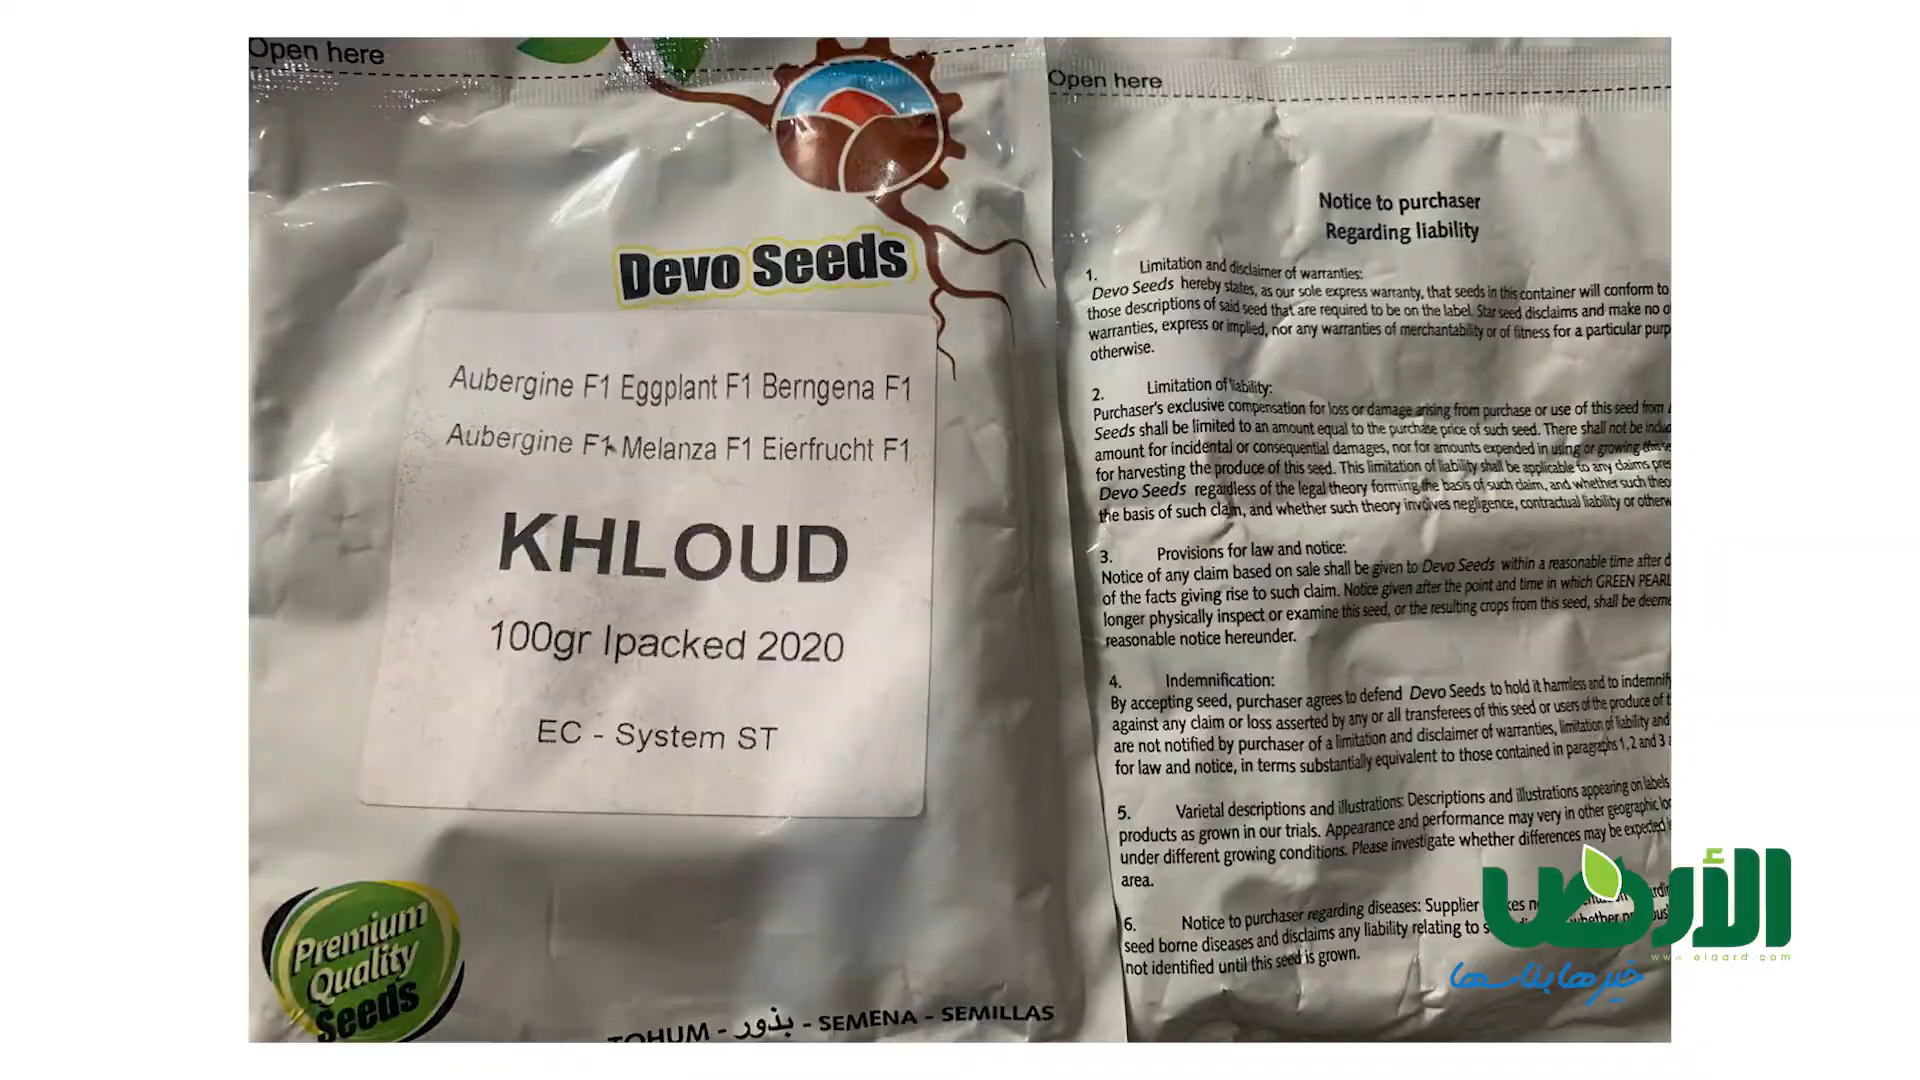 Open here
Devo Seeds
Aubergine F1 Eggplant F1 Berngena F1
Aubergine F1 Melanza F1 Eierfrucht F1
KHLOUD
100gr Ipacked 2020
EC - System ST
Premium
Quality
Seeds
TOHUM - بذور - SEMENA - SEMILLAS
Open here
Notice to purchaser
Regarding liability
1. Limitation and disclaimer of warranties:
Devo Seeds hereby states, as our sole express warranty, that seeds in this container will conform to
those descriptions of said seed that are required to be on the label. Star seed disclaims and make no
warranties, express or implied, nor any warranties of merchantability or of fitness for a particular
otherwise.
2. Limitation of liability:
Purchaser's exclusive compensation for loss or damage arising from purchase or use of this seed from
Seeds shall be limited to an amount equal to the purchase price of such seed. There shall not be
amount for incidental or consequential damages, nor for amounts expended in using or growing
for harvesting the produce of this seed. This limitation of liability shall be applicable to any claims
Devo Seeds regardless of the legal theory forming the basis of such claim, and whether such
the basis of such claim, and whether such theory involves negligence, contractual liability or
3. Provisions for law and notice:
Notice of any claim based on sale shall be given to Devo Seeds within a reasonable time after
of the facts giving rise to such claim. Notice given after the point and time in which GREEN PEARL
longer physically inspect or examine this seed, or the resulting crops from this seed, shall be
reasonable notice hereunder.
4. Indemnification:
By accepting seed, purchaser agrees to defend Devo Seeds to hold it harmless and to indemnify
against any claim or loss asserted by any or all transferees of this seed or users of the produce of
are not notified by purchaser of a limitation and disclaimer of warranties, limitation of liability and
for law and notice, in terms substantially equivalent to those contained in paragraphs 1, 2 and 3
5. Varietal descriptions and illustrations: Descriptions and illustrations appearing on labels
products as grown in our trials. Appearance and performance may very in other geographic
under different growing conditions. Please investigate whether differences may be expected
area.
6. Notice to purchaser regarding diseases: Supplier
seed borne diseases and disclaims any liability relating to
not identified until this seed is grown.
الأرض
www.elaard.com
خيرها بناسها